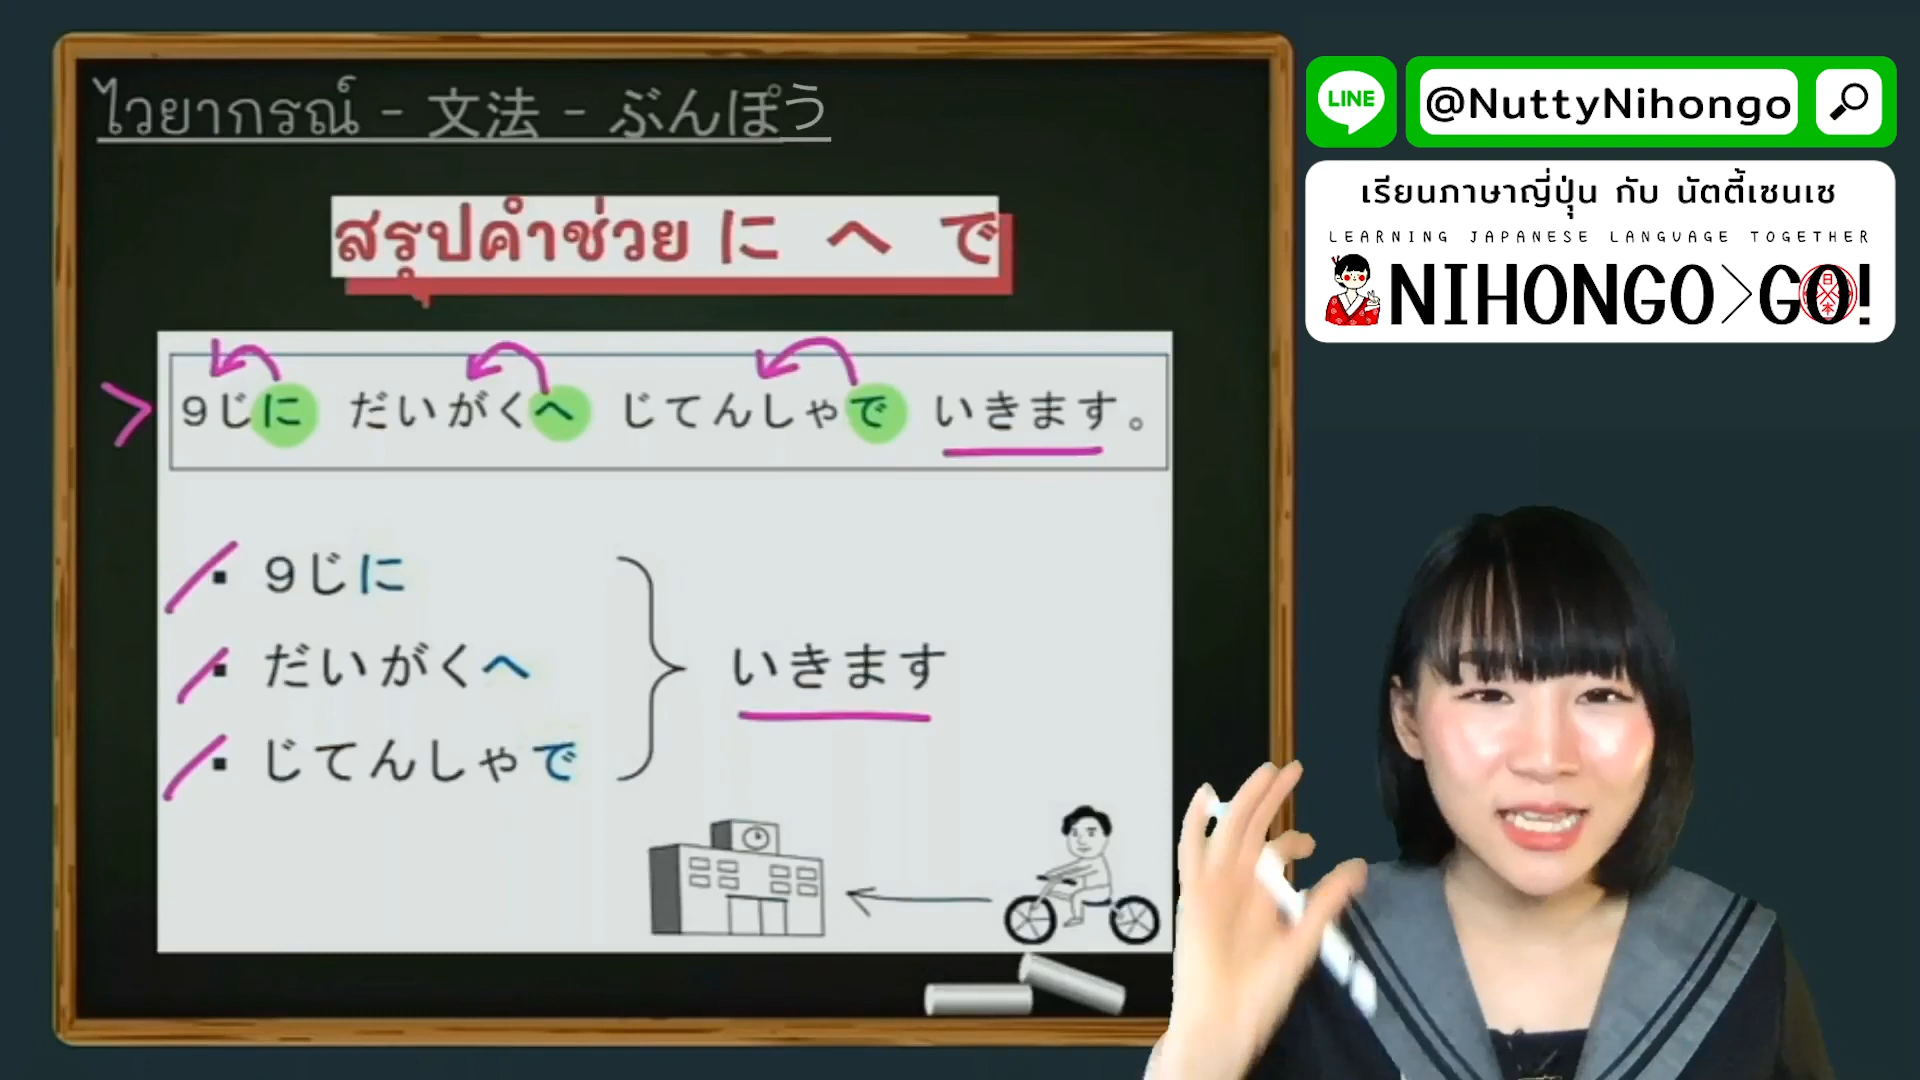 ไวยากรณ์ - 文法 - ぶんぽう
สรุปคำช่วย に へ で
9じに だいがくへ じてんしゃで いきます。
▪ 9じに
▪ だいがくへ
▪ じてんしゃで
いきます
LINE
@NuttyNihongo
เรียนภาษาญี่ปุ่น กับ นัตตี้เซนเซ
LEARNING JAPANESE LANGUAGE TOGETHER
NIHONGO>GO!
日本